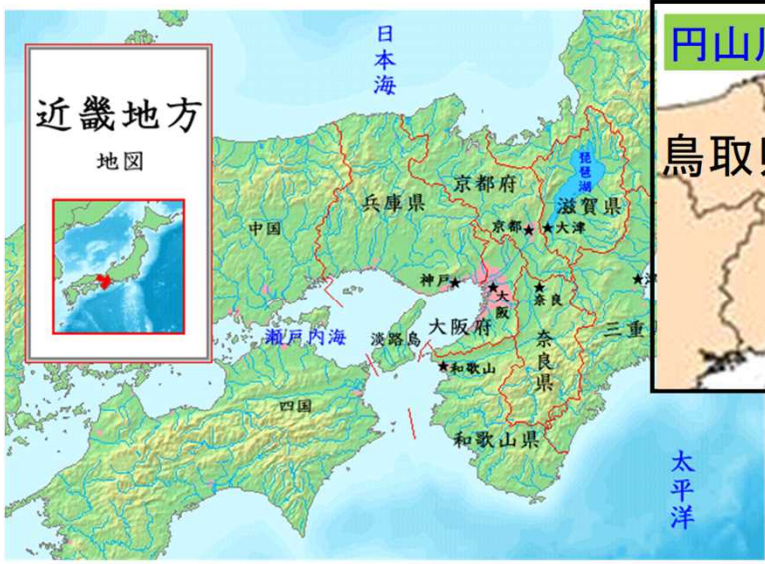 日本海
近畿地方
地図
円山
鳥取
琵琶湖
京都府
兵庫県
滋賀県
中国
京都
大津
神戸
大阪
奈良
瀬戸内海
淡路島
大阪府
三重
奈良県
和歌山
四国
和歌山県
太平洋